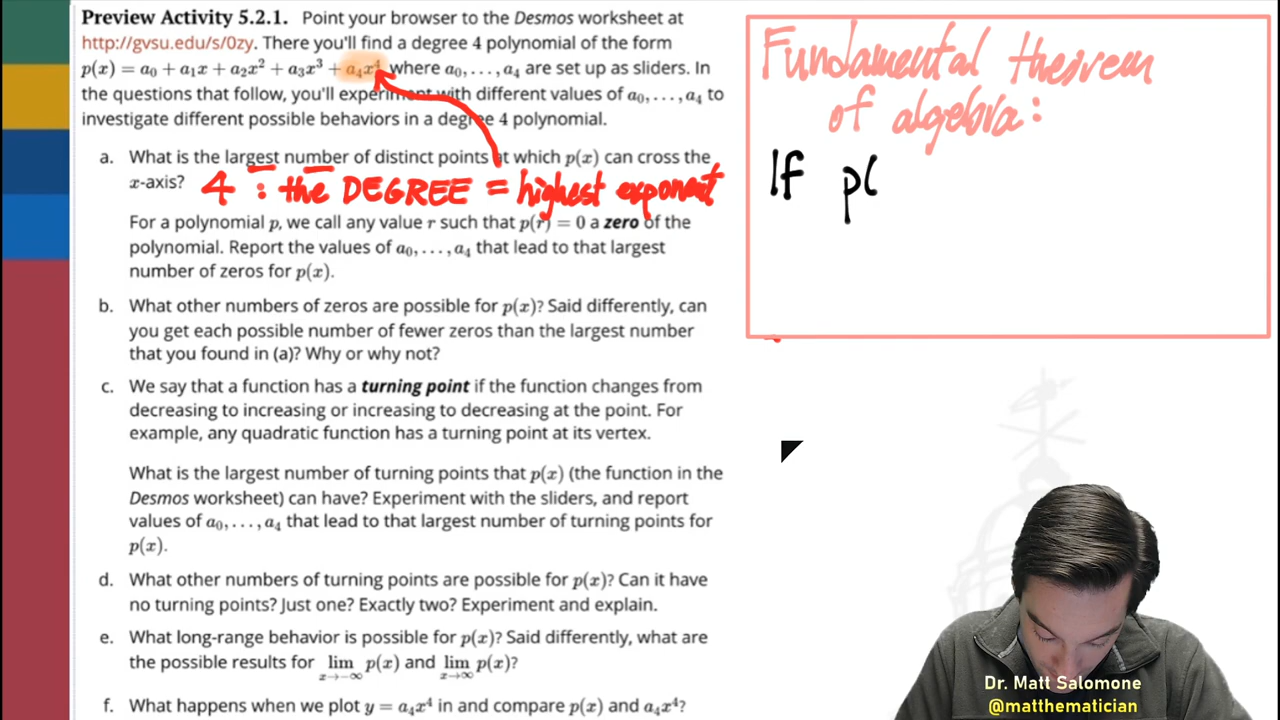 Preview Activity 5.2.1. Point your browser to the Desmos worksheet at
http://gvsu.edu/s/0zy. There you'll find a degree 4 polynomial of the form
p(x) = a₀ + a₁x + a₂x² + a₃x³ + a₄x⁴, where a₀, . . . , a₄ are set up as sliders. In
the questions that follow, you'll experiment with different values of a₀, . . . , a₄ to
investigate different possible behaviors in a degree 4 polynomial.
a. What is the largest number of distinct points at which p(x) can cross the
x-axis?
4 : the DEGREE = highest exponent
For a polynomial p, we call any value r such that p(r) = 0 a zero of the
polynomial. Report the values of a₀, . . . , a₄ that lead to that largest
number of zeros for p(x).
b. What other numbers of zeros are possible for p(x)? Said differently, can
you get each possible number of fewer zeros than the largest number
that you found in (a)? Why or why not?
c. We say that a function has a turning point if the function changes from
decreasing to increasing or increasing to decreasing at the point. For
example, any quadratic function has a turning point at its vertex.
What is the largest number of turning points that p(x) (the function in the
Desmos worksheet) can have? Experiment with the sliders, and report
values of a₀, . . . , a₄ that lead to that largest number of turning points for
p(x).
d. What other numbers of turning points are possible for p(x)? Can it have
no turning points? Just one? Exactly two? Experiment and explain.
e. What long-range behavior is possible for p(x)? Said differently, what are
the possible results for lim x→−∞ p(x) and lim x→∞ p(x)?
f. What happens when we plot y = a₄x⁴ in and compare p(x) and a₄x⁴?
Fundamental theorem
of algebra:
If p(
Dr. Matt Salomone
@matthematician